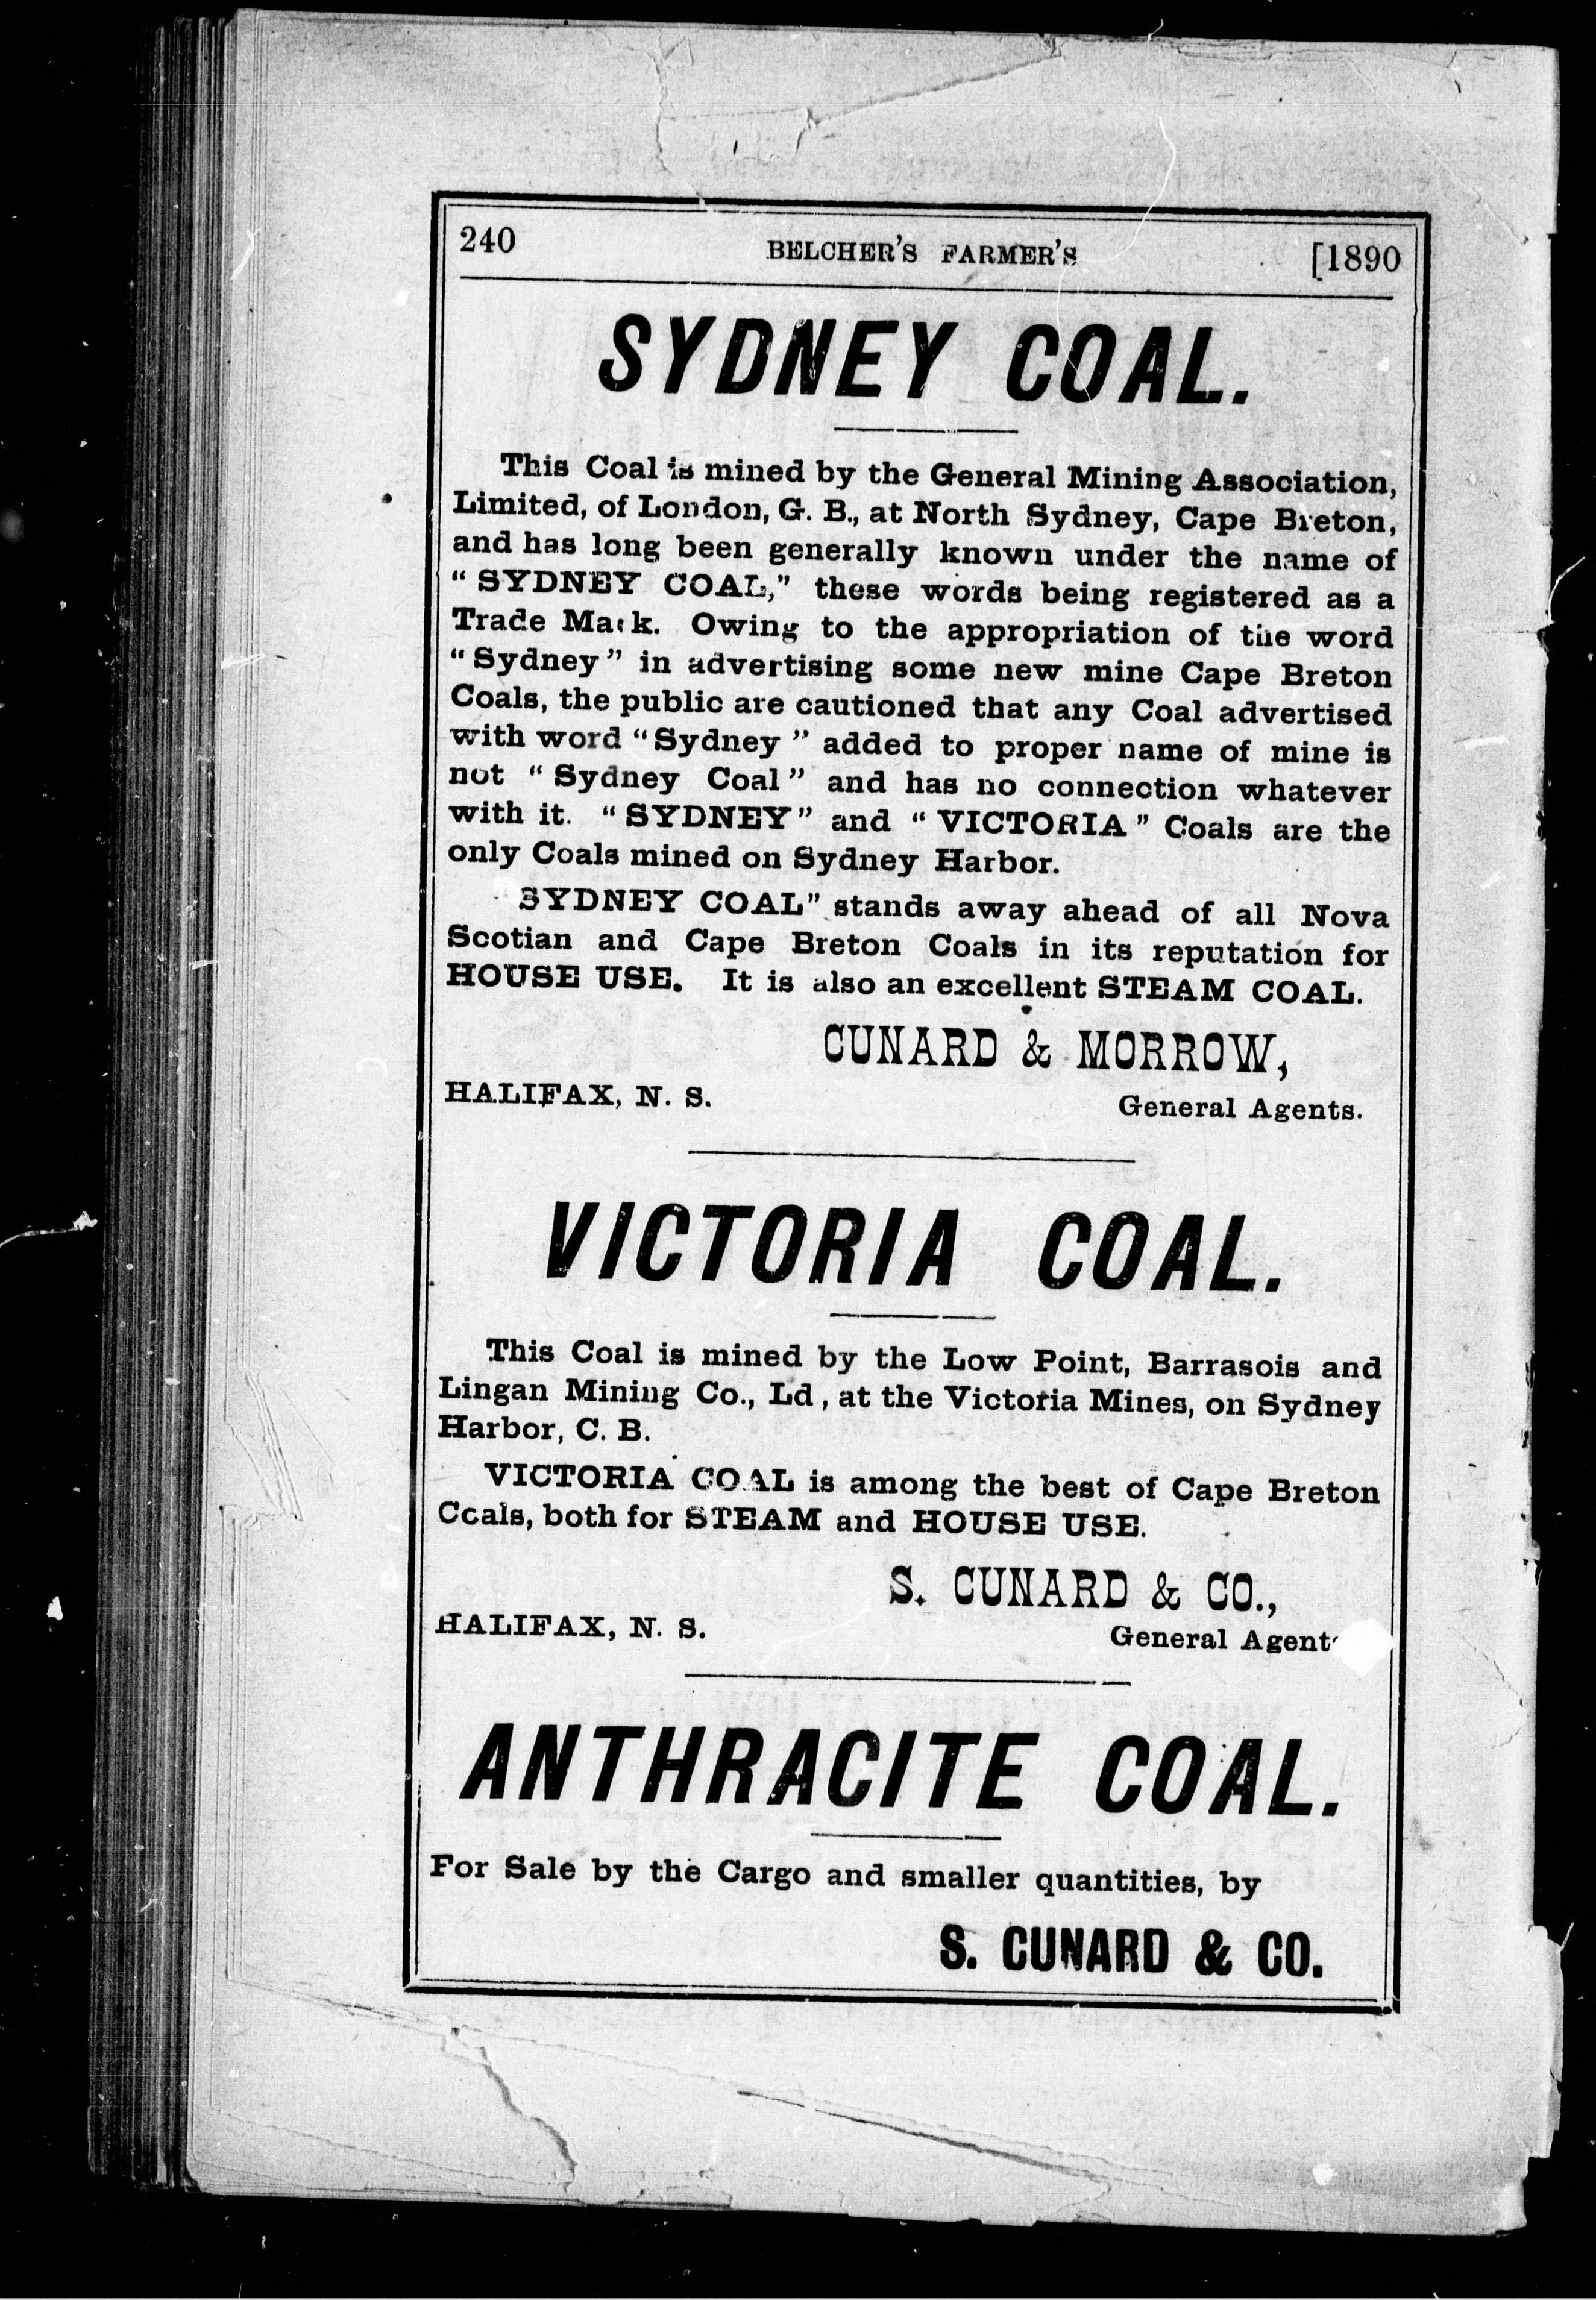 240 BELCHER'S FARMER'S [1890
SYDNEY COAL.
This Coal is mined by the General Mining Association,
Limited, of London, G. B., at North Sydney, Cape Breton,
and has long been generally known under the name of
"SYDNEY COAL," these words being registered as a
Trade Mark. Owing to the appropriation of the word
"Sydney" in advertising some new mine Cape Breton
Coals, the public are cautioned that any Coal advertised
with word "Sydney" added to proper name of mine is
not "Sydney Coal" and has no connection whatever
with it. "SYDNEY" and "VICTORIA" Coals are the
only Coals mined on Sydney Harbor.
"SYDNEY COAL" stands away ahead of all Nova
Scotian and Cape Breton Coals in its reputation for
HOUSE USE. It is also an excellent STEAM COAL.
CUNARD & MORROW,
HALIFAX, N. S. General Agents.
VICTORIA COAL.
This Coal is mined by the Low Point, Barrasois and
Lingan Mining Co., Ld, at the Victoria Mines, on Sydney
Harbor, C. B.
VICTORIA COAL is among the best of Cape Breton
Coals, both for STEAM and HOUSE USE.
S. CUNARD & CO.,
HALIFAX, N. S. General Agents
ANTHRACITE COAL.
For Sale by the Cargo and smaller quantities, by
S. CUNARD & CO.